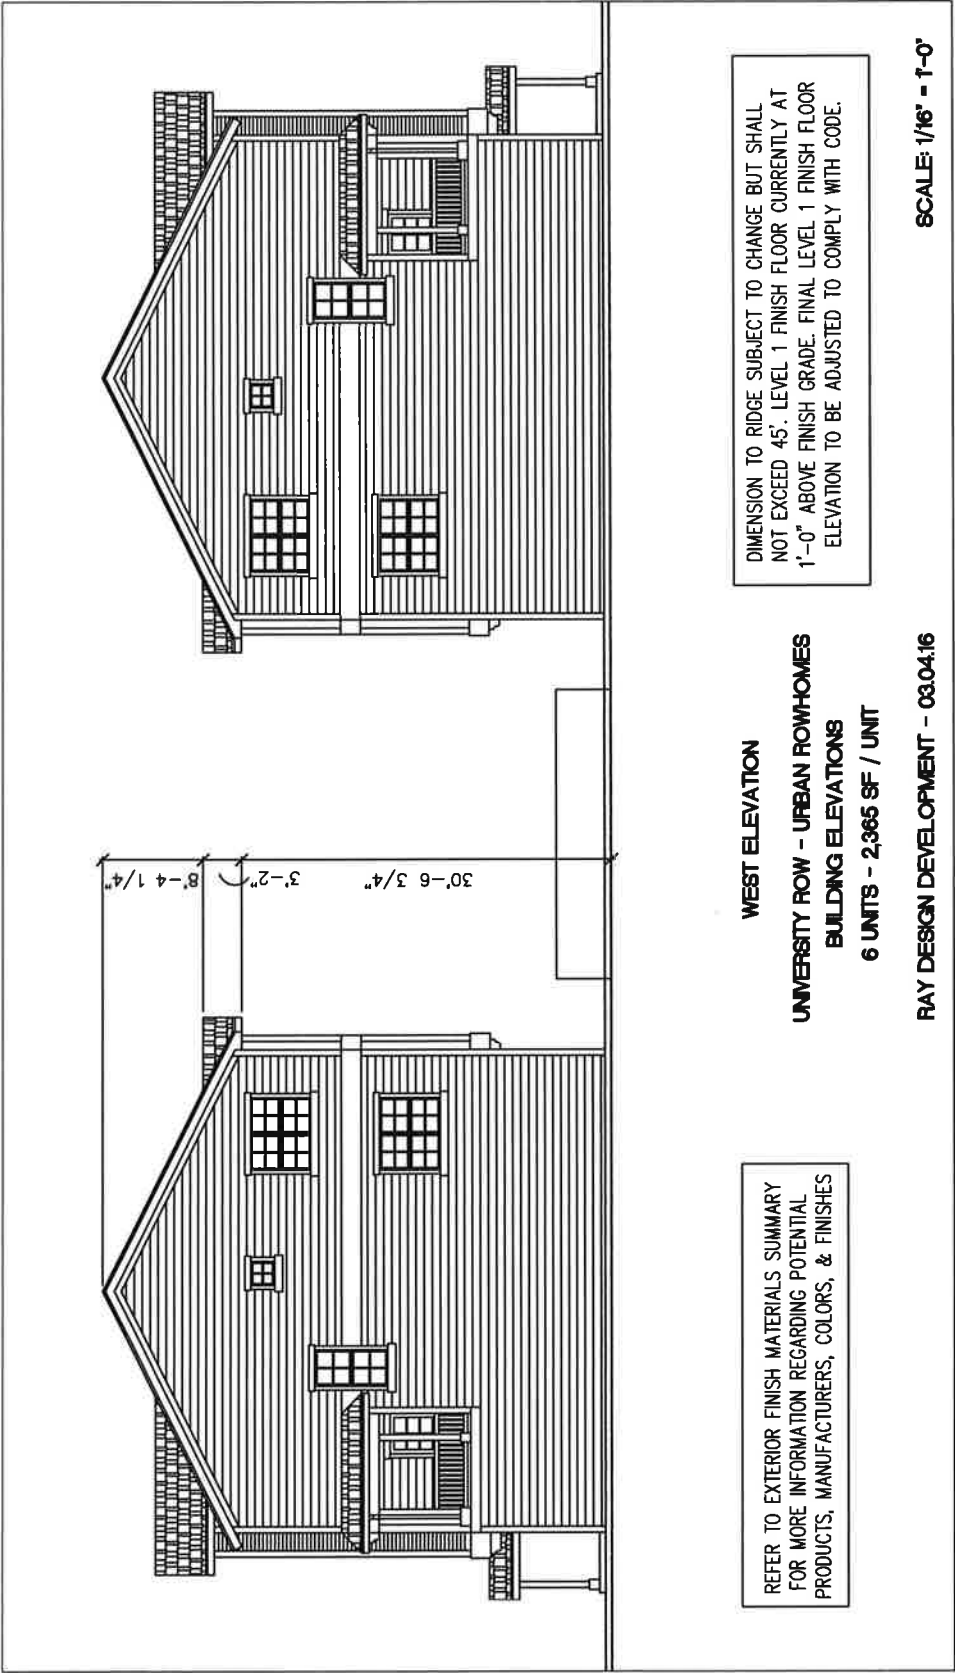 8'-4 1/4"
3'-2"
30'-6 3/4"
REFER TO EXTERIOR FINISH MATERIALS SUMMARY
FOR MORE INFORMATION REGARDING POTENTIAL
PRODUCTS, MANUFACTURERS, COLORS, & FINISHES
WEST ELEVATION
UNIVERSITY ROW - URBAN ROWHOMES
BUILDING ELEVATIONS
6 UNITS - 2,365 SF / UNIT
RAY DESIGN DEVELOPMENT - 03.04.16
DIMENSION TO RIDGE SUBJECT TO CHANGE BUT SHALL
NOT EXCEED 45'. LEVEL 1 FINISH FLOOR CURRENTLY AT
1'-0" ABOVE FINISH GRADE. FINAL LEVEL 1 FINISH FLOOR
ELEVATION TO BE ADJUSTED TO COMPLY WITH CODE.
SCALE: 1/16" = 1'-0"